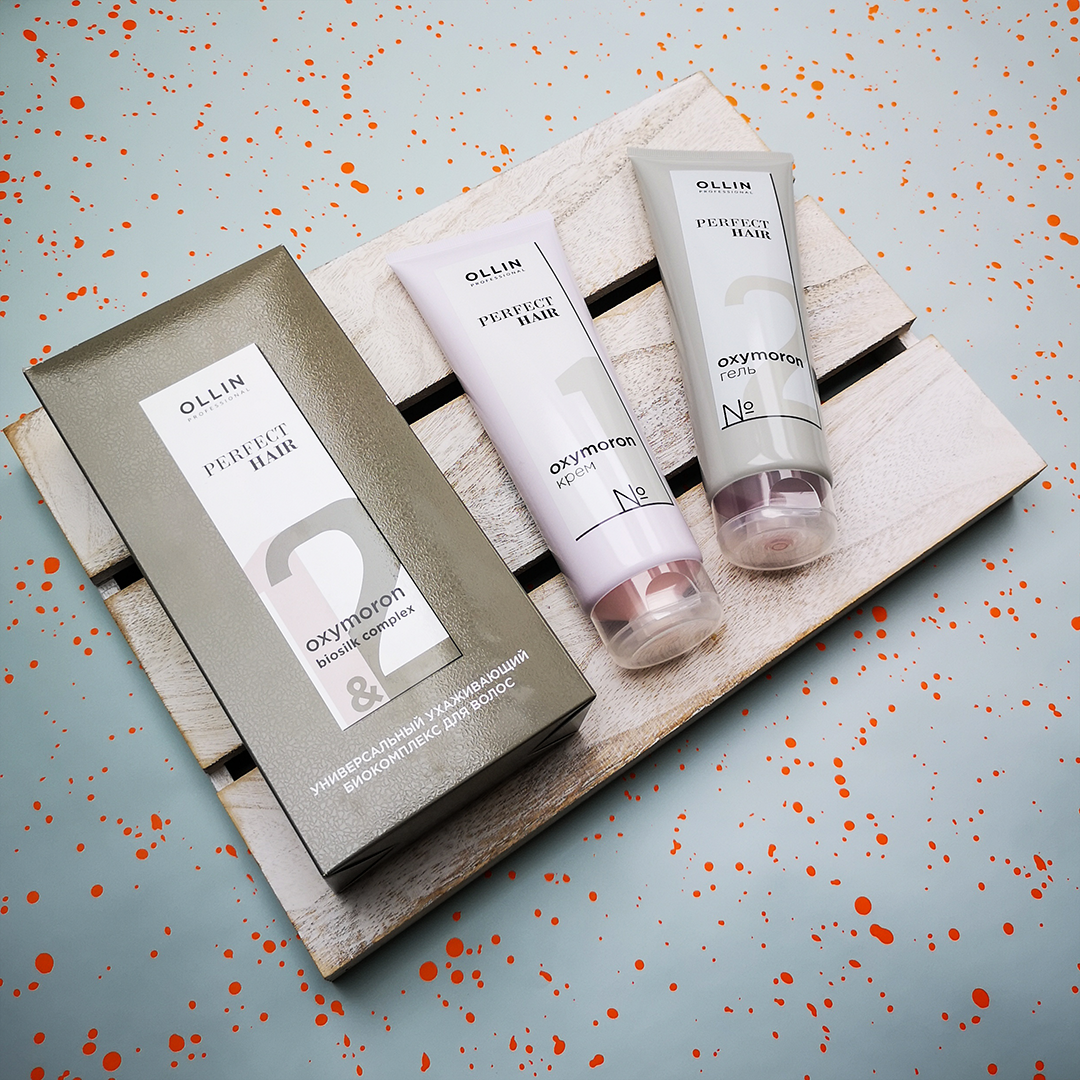 OLLIN
PROFESSIONAL
PERFECT
HAIR
1
2
oxymoron
biosilk complex
&
УНИВЕРСАЛЬНЫЙ УХАЖИВАЮЩИЙ
БИОКОМПЛЕКС ДЛЯ ВОЛОС
OLLIN
PROFESSIONAL
PERFECT
HAIR
1
oxymoron
крем
№
OLLIN
PROFESSIONAL
PERFECT
HAIR
2
oxymoron
гель
№